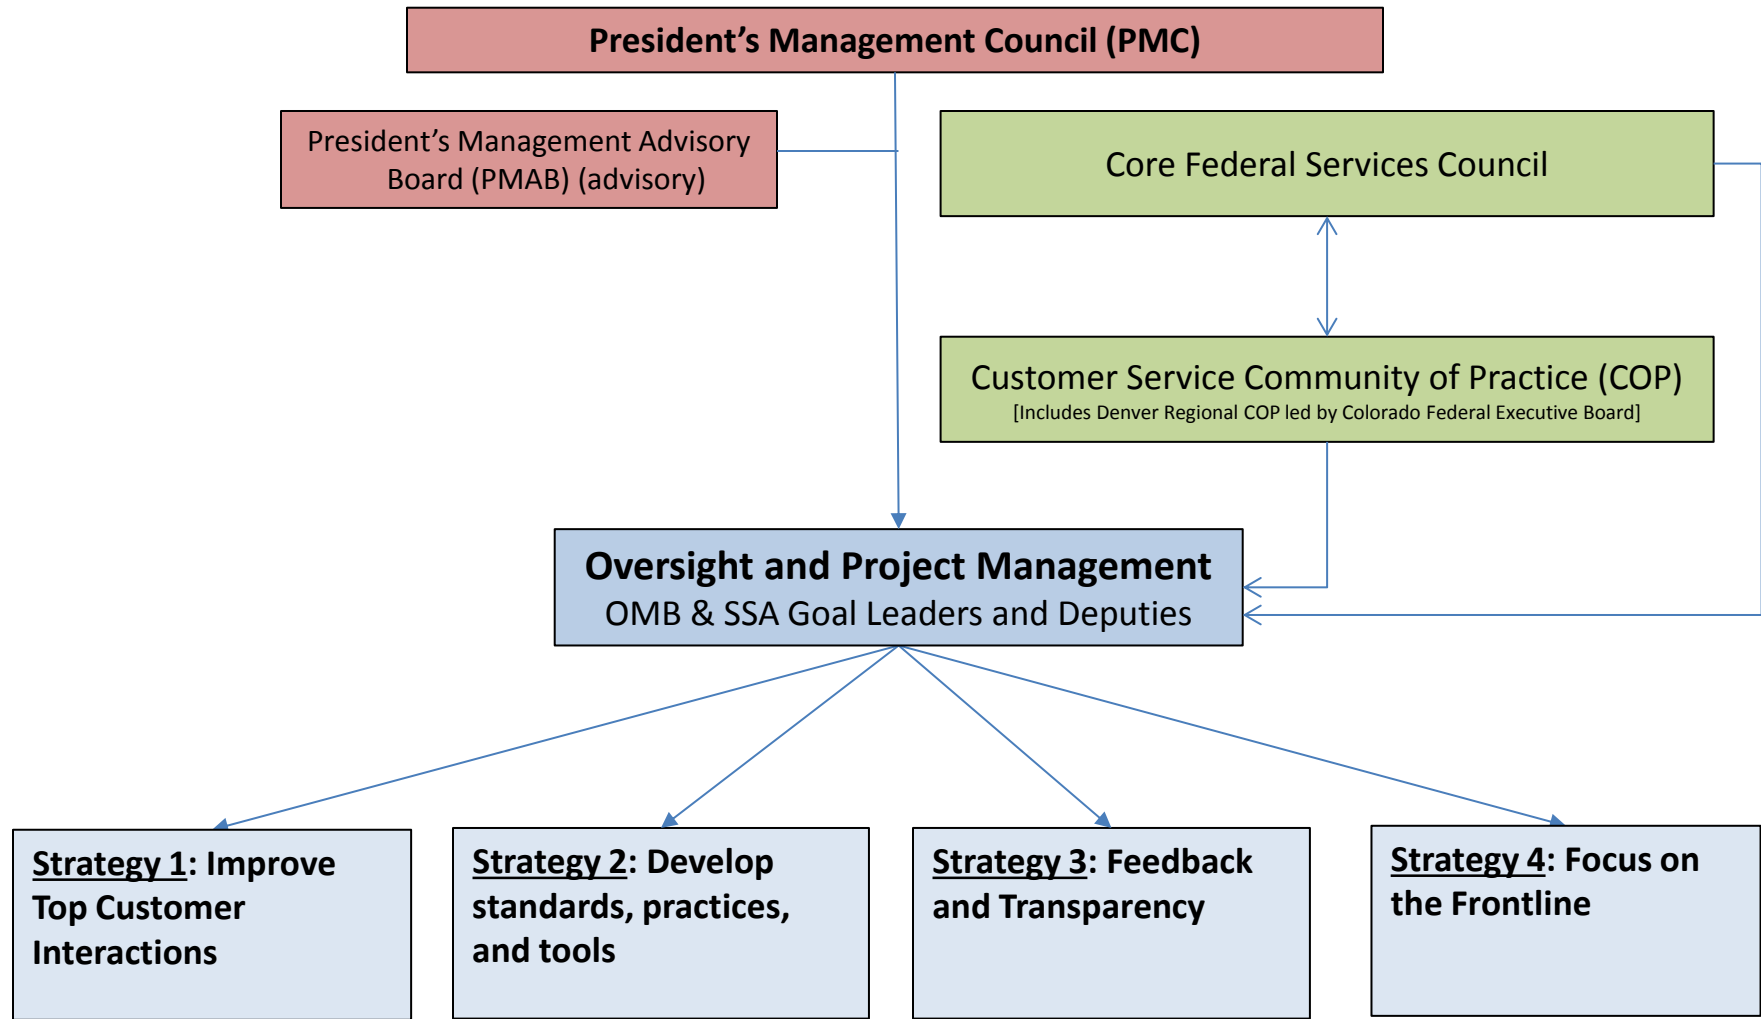 President’s Management Council (PMC)
President’s Management Advisory
Board (PMAB) (advisory)
Core Federal Services Council
Customer Service Community of Practice (COP)
[Includes Denver Regional COP led by Colorado Federal Executive Board]
Oversight and Project Management
OMB & SSA Goal Leaders and Deputies
Strategy 1: Improve
Top Customer
Interactions
Strategy 2: Develop
standards, practices,
and tools
Strategy 3: Feedback
and Transparency
Strategy 4: Focus on
the Frontline